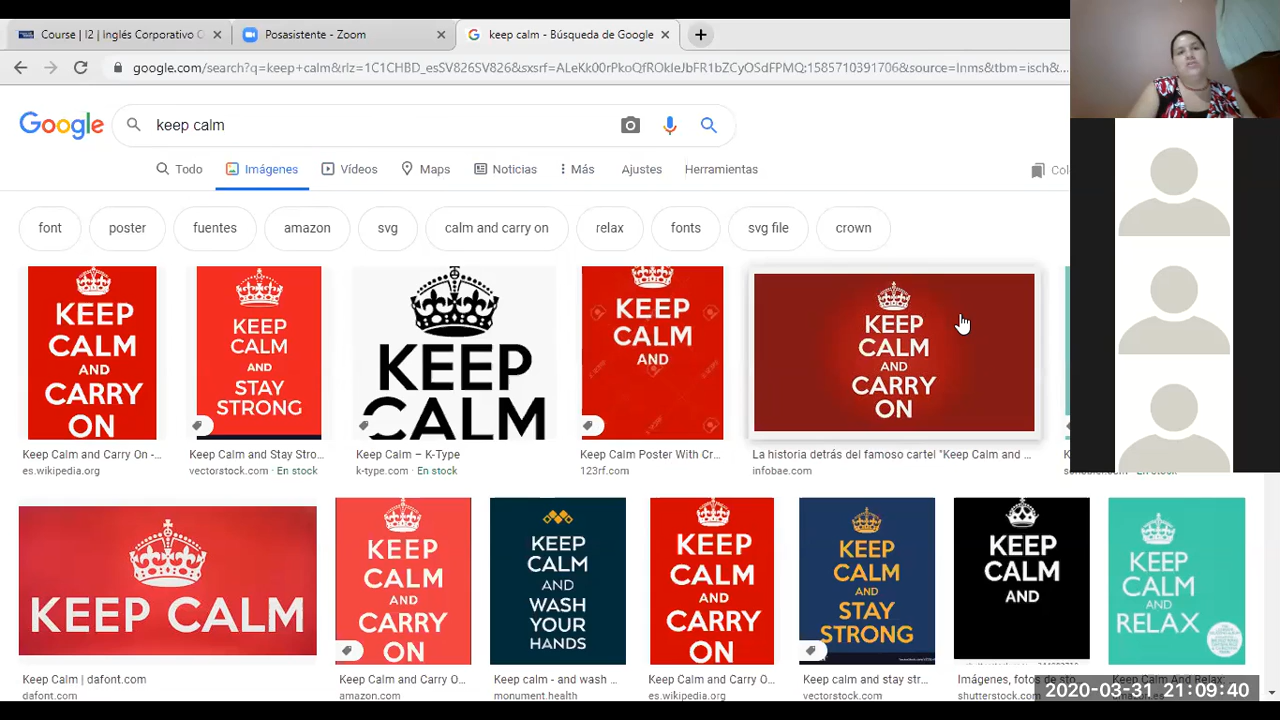 Course | I2 | Inglés Corporativo O
Posasistente - Zoom
keep calm - Búsqueda de Google
google.com/search?q=keep+calm&rlz=1C1CHBD_esSV826SV826&sxsrf=ALeKk00rPkoQfROkIeJbFR1bZCyOSdFPMQ:1585710391706&source=lnms&tbm=isch&...
Google
keep calm
Todo
Imágenes
Vídeos
Maps
Noticias
Más
Ajustes
Herramientas
Col
font
poster
fuentes
amazon
svg
calm and carry on
relax
fonts
svg file
crown
KEEP
CALM
AND
CARRY
ON
KEEP
CALM
AND
STAY
STRONG
KEEP
CALM
KEEP
CALM
AND
KEEP
CALM
AND
CARRY
ON
Keep Calm and Carry On -...
es.wikipedia.org
Keep Calm and Stay Stro...
vectorstock.com · En stock
Keep Calm – K-Type
k-type.com · En stock
Keep Calm Poster With Cr...
123rf.com
La historia detrás del famoso cartel "Keep Calm and ...
infobae.com
KEEP CALM
KEEP
CALM
AND
CARRY
ON
KEEP
CALM
AND
WASH
YOUR
HANDS
KEEP
CALM
AND
CARRY
ON
KEEP
CALM
AND
STAY
STRONG
KEEP
CALM
AND
KEEP
CALM
AND
RELAX
Keep Calm | dafont.com
dafont.com
Keep Calm and Carry O...
amazon.com
Keep calm - and wash ...
monument.health
Keep Calm and Carry O...
es.wikipedia.org
Keep calm and stay str...
vectorstock.com
Imágenes, fotos de sto...
shutterstock.com
Keep Calm And Relax:
2020-03-31 21:09:40